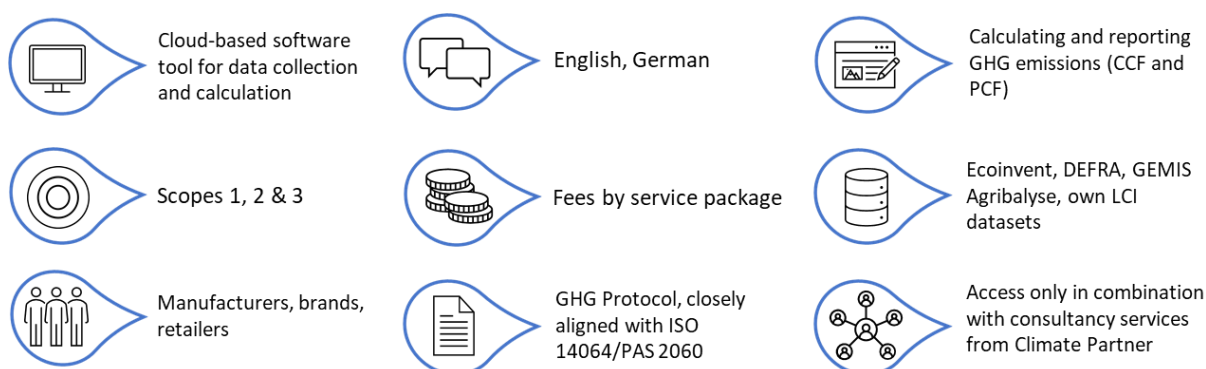 Cloud-based software
tool for data collection
and calculation
English, German
Calculating and reporting
GHG emissions (CCF and
PCF)
Scopes 1, 2 & 3
Fees by service package
Ecoinvent, DEFRA, GEMIS
Agribalyse, own LCI
datasets
Manufacturers, brands,
retailers
GHG Protocol, closely
aligned with ISO
14064/PAS 2060
Access only in combination
with consultancy services
from Climate Partner